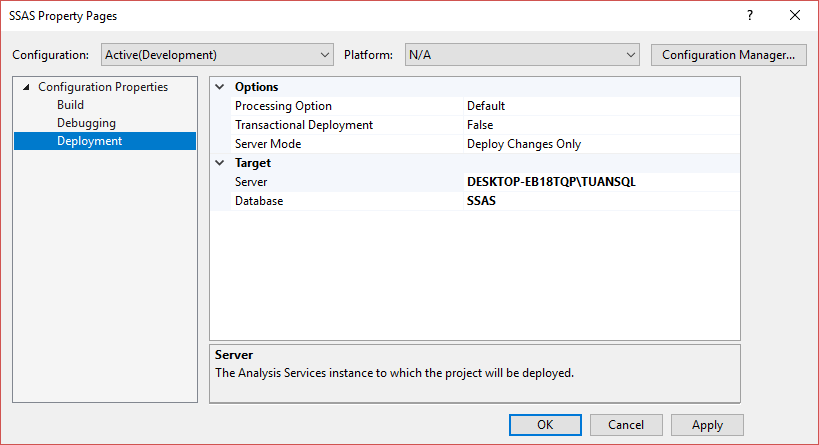 SSAS Property Pages
?
Configuration: Active(Development) Platform: N/A Configuration Manager...
Configuration Properties
Build
Debugging
Deployment
Options
Processing Option Default
Transactional Deployment False
Server Mode Deploy Changes Only
Target
Server DESKTOP-EB18TQP\TUANSQL
Database SSAS
Server
The Analysis Services instance to which the project will be deployed.
OK Cancel Apply